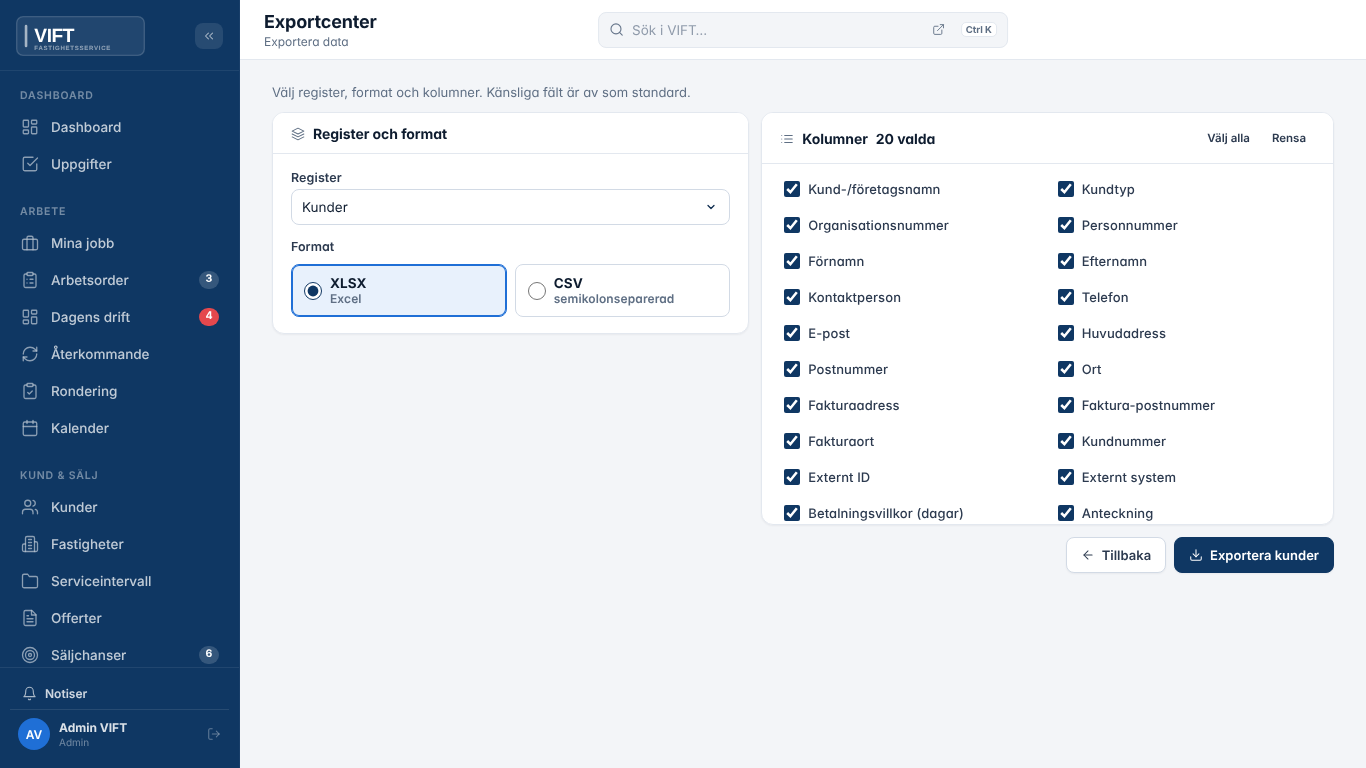 VIFT
FASTIGHETSSERVICE
DASHBOARD
Dashboard
Uppgifter
ARBETE
Mina jobb
Arbetsorder 3
Dagens drift 4
Återkommande
Rondering
Kalender
KUND & SÄLJ
Kunder
Fastigheter
Serviceintervall
Offerter
Säljchanser 6
Notiser
AV
Admin VIFT
Admin
Exportcenter
Exportera data
Sök i VIFT... Ctrl K
Välj register, format och kolumner. Känsliga fält är av som standard.
Register och format
Register
Kunder
Format
XLSX
Excel
CSV
semikolonseparerad
Kolumner 20 valda Välj alla Rensa
Kund-/företagsnamn Kundtyp
Organisationsnummer Personnummer
Förnamn Efternamn
Kontaktperson Telefon
E-post Huvudadress
Postnummer Ort
Fakturaadress Faktura-postnummer
Fakturaort Kundnummer
Externt ID Externt system
Betalningsvillkor (dagar) Anteckning
Tillbaka Exportera kunder